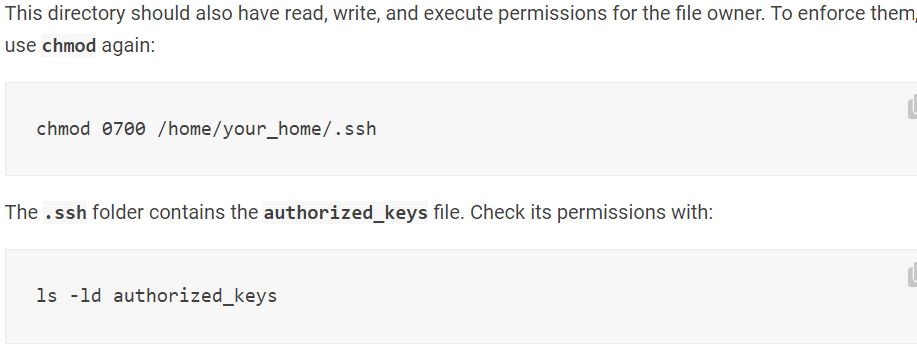 This directory should also have read, write, and execute permissions for the file owner. To enforce them,
use chmod again:
chmod 0700 /home/your_home/.ssh
The .ssh folder contains the authorized_keys file. Check its permissions with:
ls -ld authorized_keys